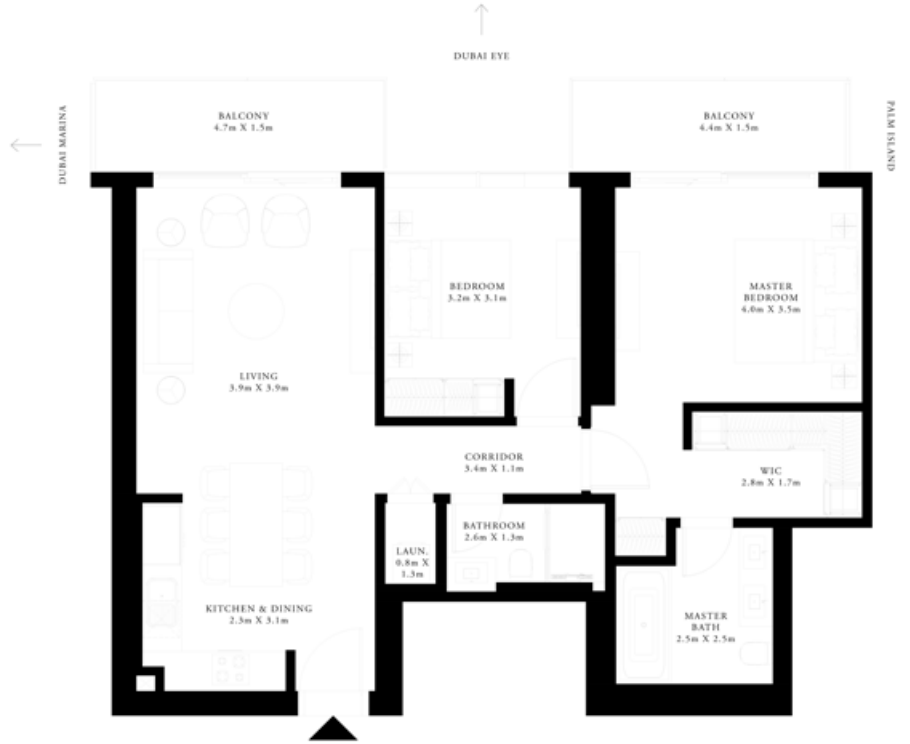 DUBAI EYE
DUBAI MARINA
PALM ISLAND
BALCONY
4.7m X 1.5m
BALCONY
4.4m X 1.5m
BEDROOM
3.2m X 3.1m
MASTER
BEDROOM
4.0m X 3.5m
LIVING
3.9m X 3.9m
CORRIDOR
3.4m X 1.1m
WIC
2.8m X 1.7m
BATHROOM
2.6m X 1.3m
LAUN.
0.8m X
1.3m
KITCHEN & DINING
2.3m X 3.1m
MASTER
BATH
2.5m X 2.5m